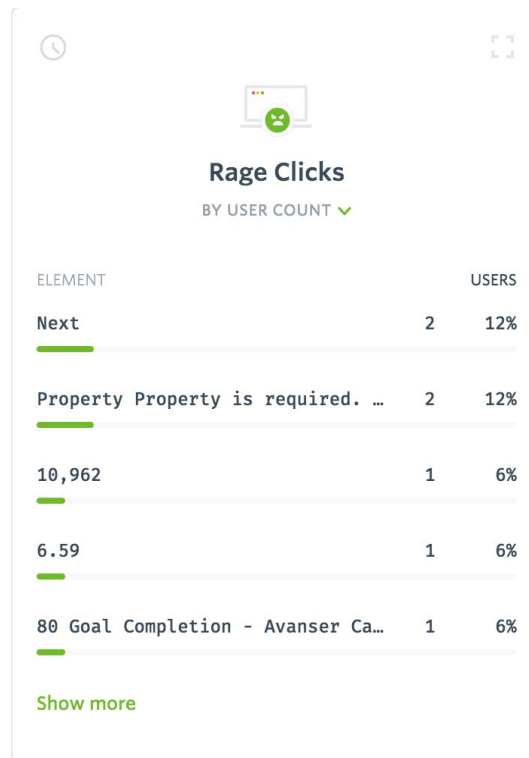 Rage Clicks
BY USER COUNT
ELEMENT USERS
Next 2 12%
Property Property is required. … 2 12%
10,962 1 6%
6.59 1 6%
80 Goal Completion - Avanser Ca… 1 6%
Show more